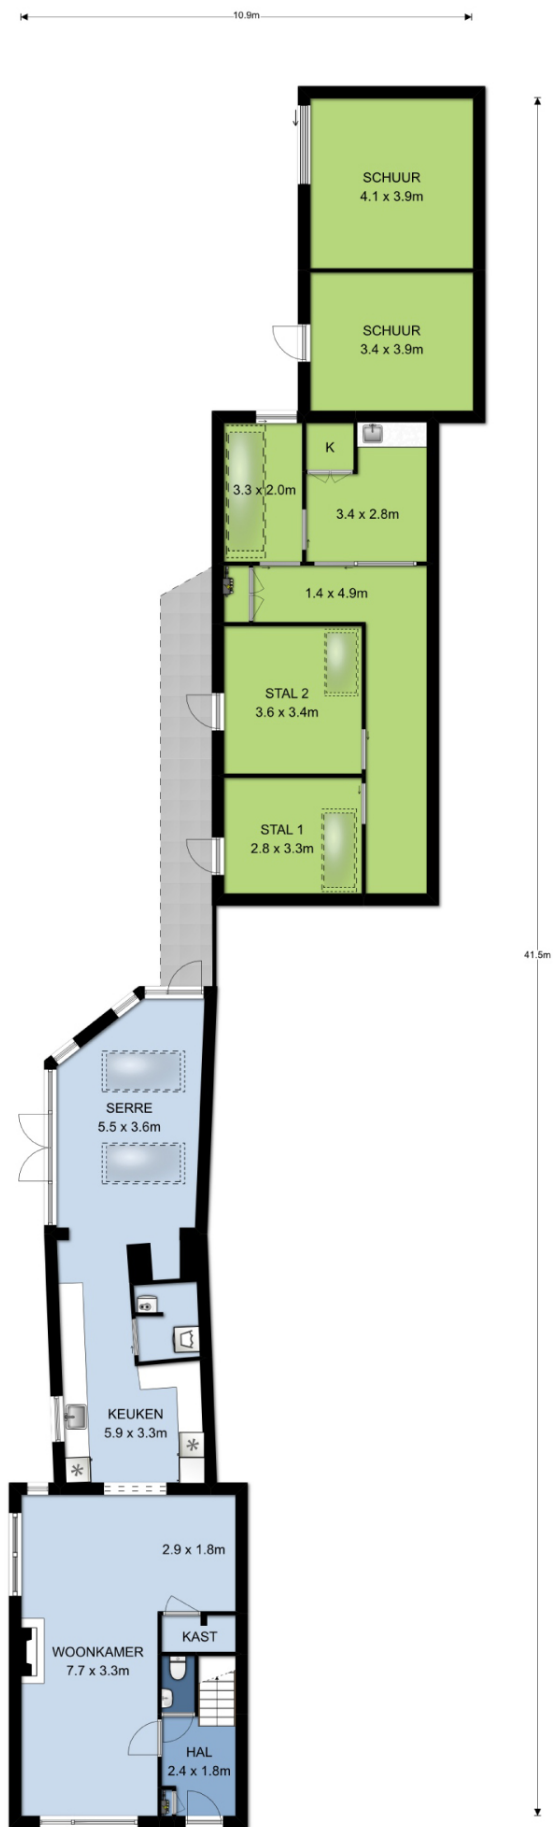 10.9m
SCHUUR
4.1 x 3.9m
SCHUUR
3.4 x 3.9m
K
3.3 x 2.0m
3.4 x 2.8m
1.4 x 4.9m
STAL 2
3.6 x 3.4m
STAL 1
2.8 x 3.3m
41.5m
SERRE
5.5 x 3.6m
KEUKEN
5.9 x 3.3m
2.9 x 1.8m
KAST
WOONKAMER
7.7 x 3.3m
HAL
2.4 x 1.8m